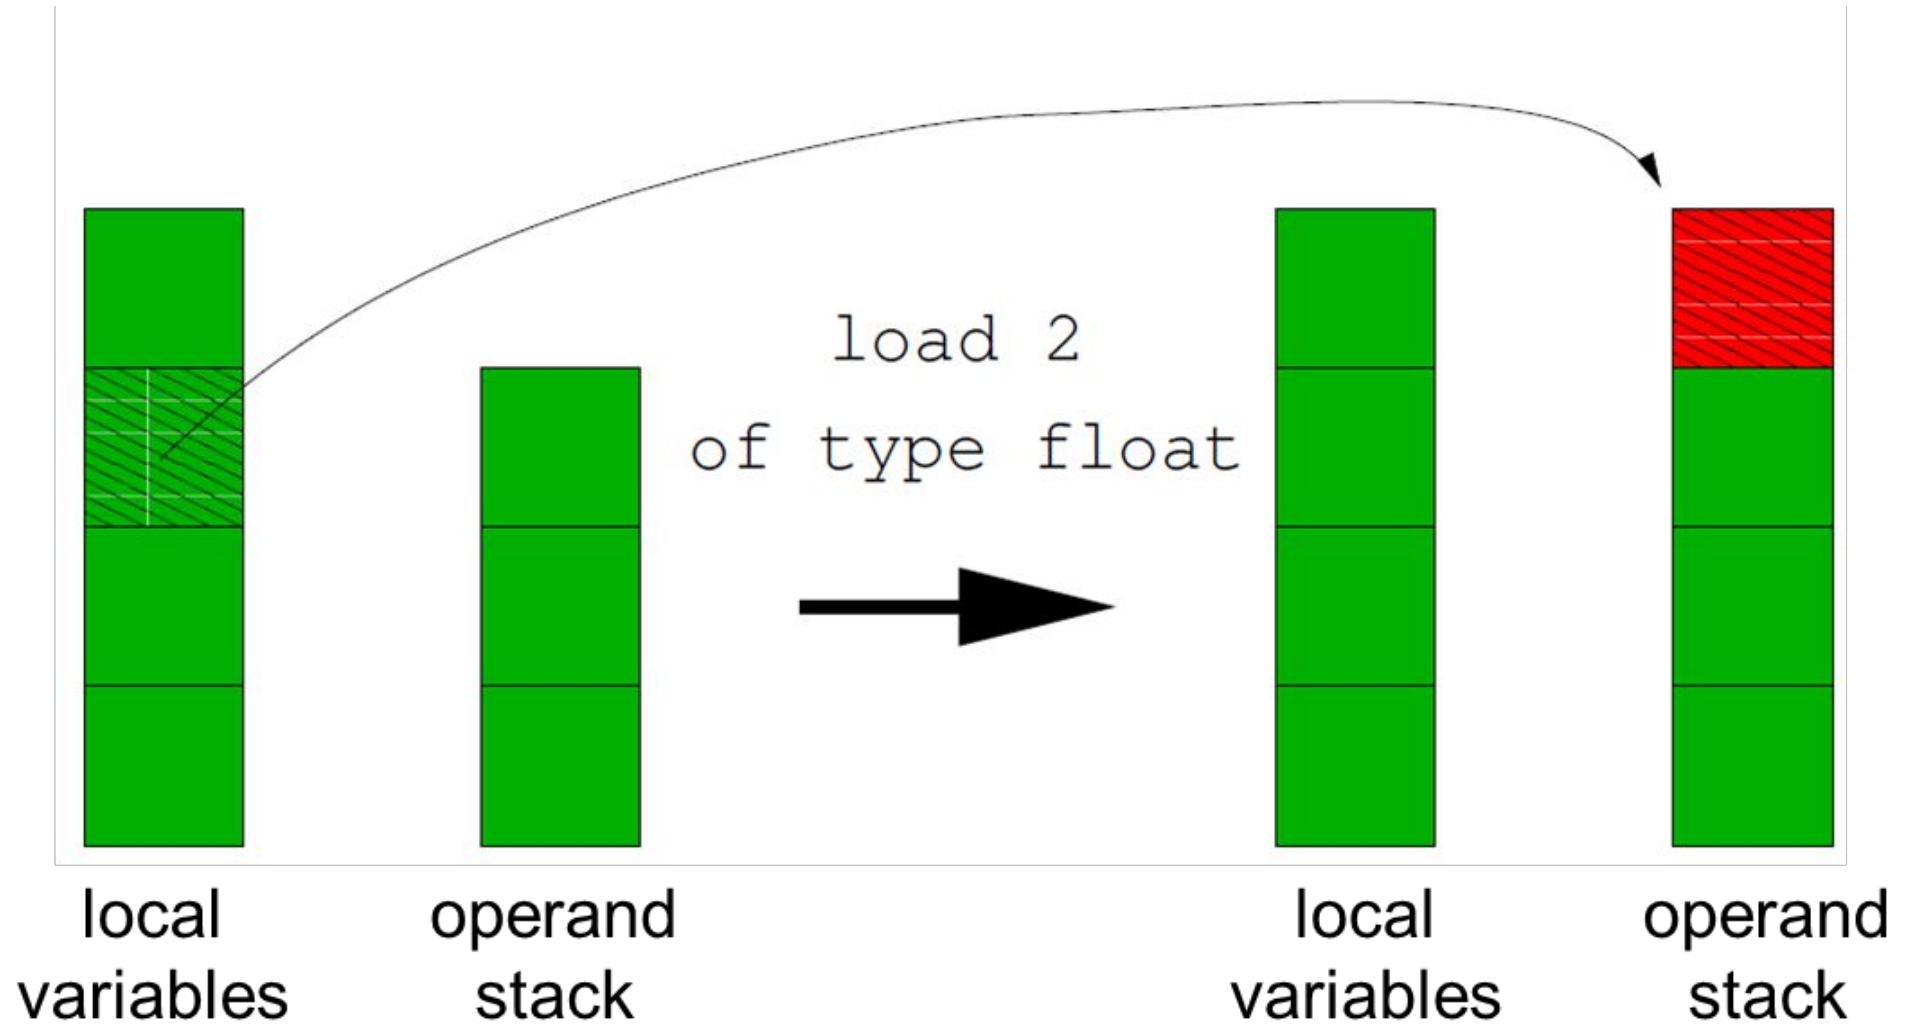 load 2
of type float
local
variables
operand
stack
local
variables
operand
stack